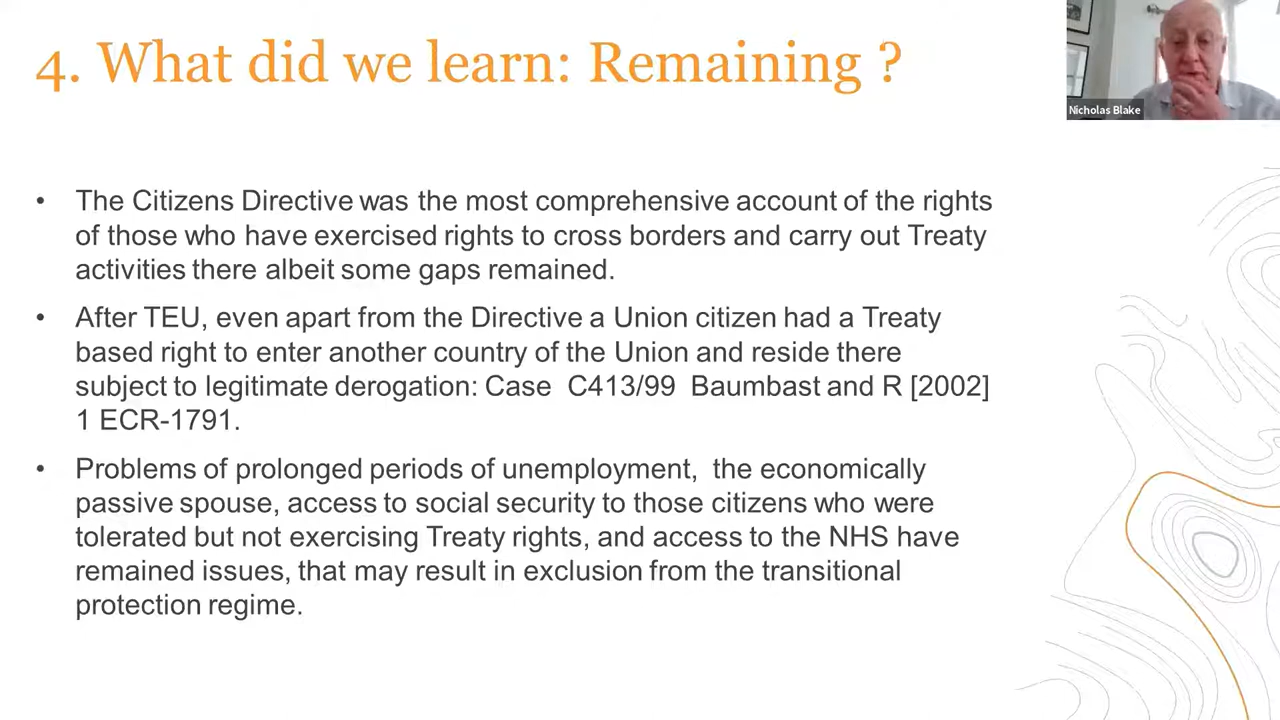 4. What did we learn: Remaining ?
Nicholas Blake
• The Citizens Directive was the most comprehensive account of the rights
of those who have exercised rights to cross borders and carry out Treaty
activities there albeit some gaps remained.
• After TEU, even apart from the Directive a Union citizen had a Treaty
based right to enter another country of the Union and reside there
subject to legitimate derogation: Case C413/99 Baumbast and R [2002]
1 ECR-1791.
• Problems of prolonged periods of unemployment, the economically
passive spouse, access to social security to those citizens who were
tolerated but not exercising Treaty rights, and access to the NHS have
remained issues, that may result in exclusion from the transitional
protection regime.